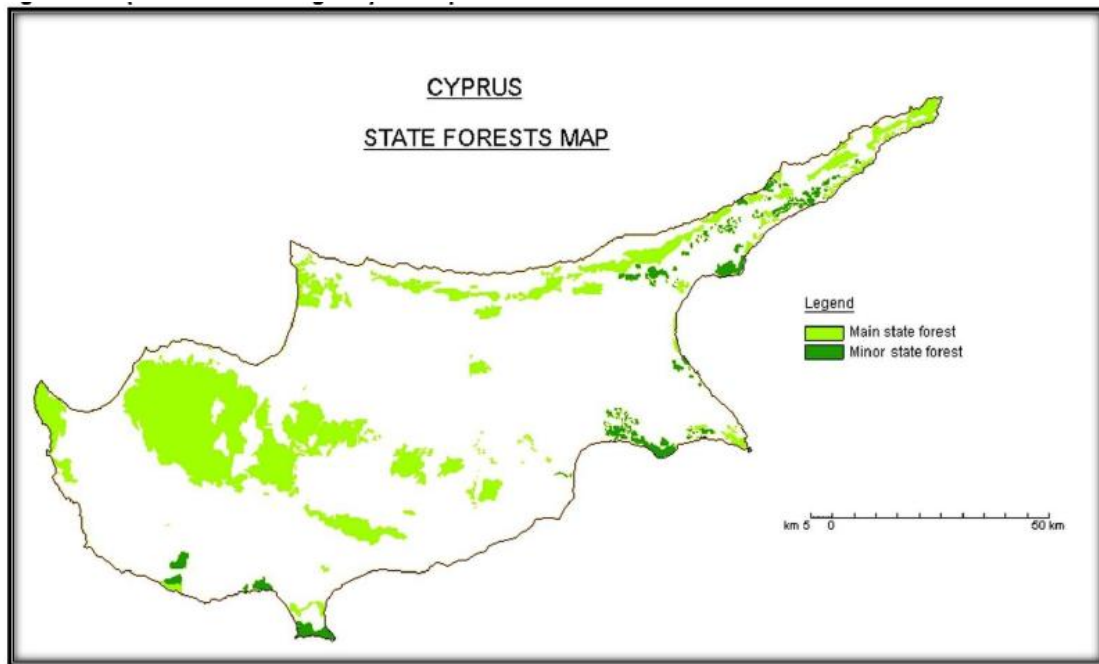 CYPRUS
STATE FORESTS MAP
Legend
Main state forest
Minor state forest
km 5 0 50 km